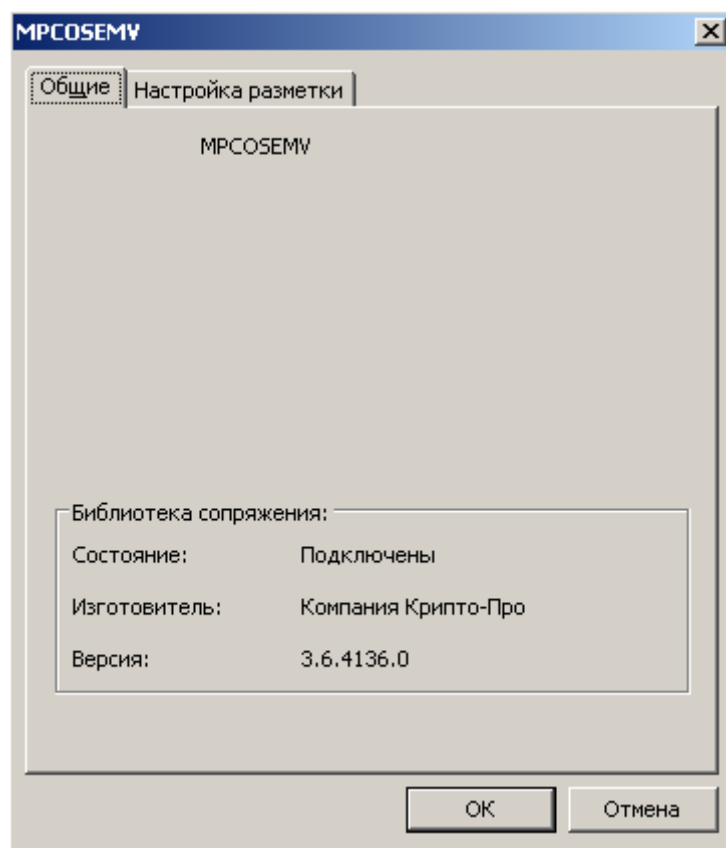 MPCOSEMV
Общие Настройка разметки
MPCOSEMV
Библиотека сопряжения:
Состояние: Подключены
Изготовитель: Компания Крипто-Про
Версия: 3.6.4136.0
OK Отмена